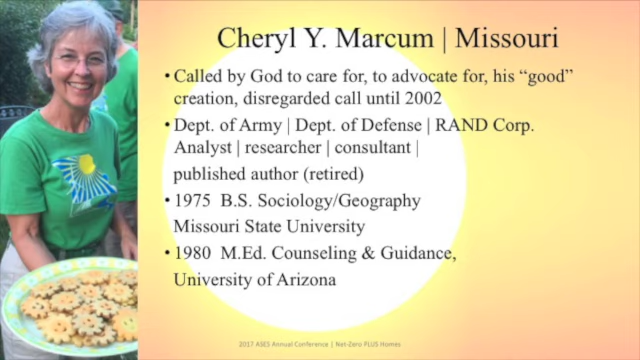 Cheryl Y. Marcum | Missouri
• Called by God to care for, to advocate for, his “good”
creation, disregarded call until 2002
• Dept. of Army | Dept. of Defense | RAND Corp.
Analyst | researcher | consultant |
published author (retired)
• 1975 B.S. Sociology/Geography
Missouri State University
• 1980 M.Ed. Counseling & Guidance,
University of Arizona
2017 ASES Annual Conference | Net-Zero PLUS Homes